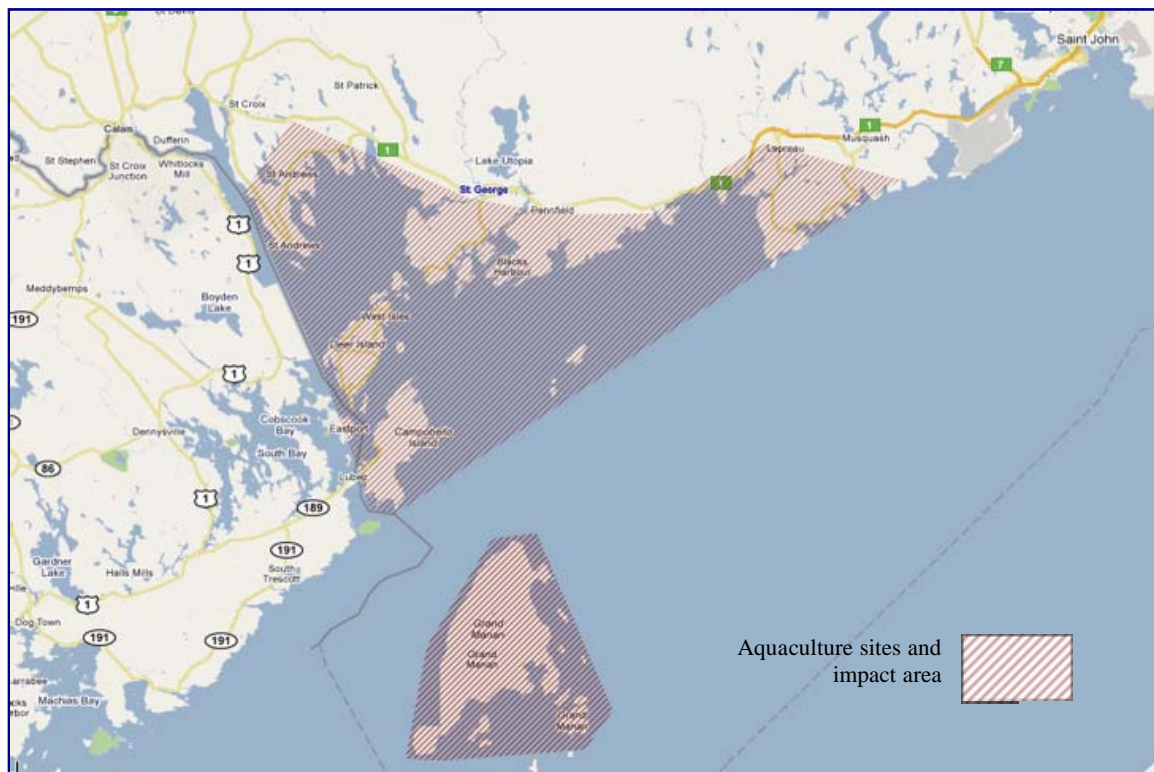 St David
Saint John
7
St Patrick
St Croix
1
Musquash
Calais
Dufferin
1
Lepreau
St Stephen
St Croix
Junction
Whitlocks
Mill
Lake Utopia
St Andrews
St. George
1
Pennfield
1
St Andrews
1
Blacks
Harbour
Meddybemps
Boyden
Lake
191
West Isles
Deer Island
1
Cobscook
Bay
Eastport
Campobello
Island
Dennysville
South Bay
86
Lubec
1
189
191
South
Trescott
Gardner
Lake
Halls Mills
1
Dog Town
191
191
Grand
Manan
Grand
Manan
Aquaculture sites and
impact area
Machias Bay
Grand
Manan